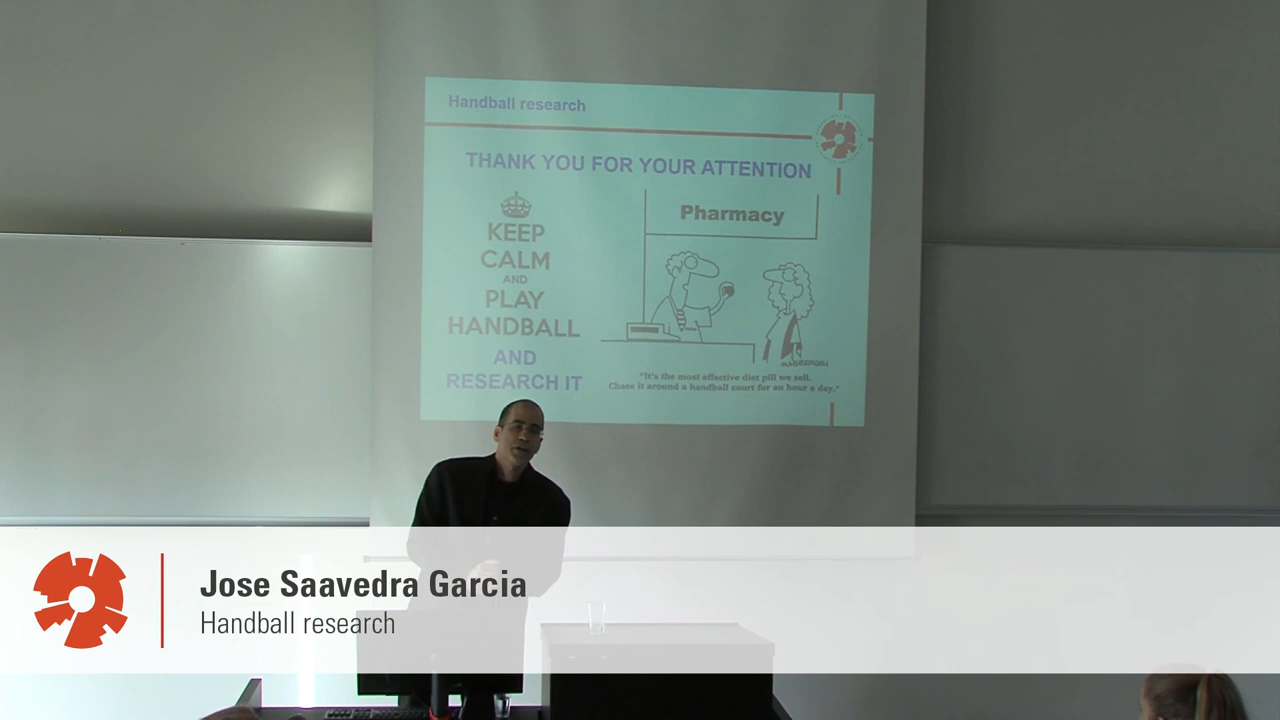 Handball research
THANK YOU FOR YOUR ATTENTION
KEEP
CALM
AND
PLAY
HANDBALL
AND
RESEARCH IT
Pharmacy
"It's the most effective diet pill we sell.
Chase it around a handball court for an hour a day."
Jose Saavedra Garcia
Handball research